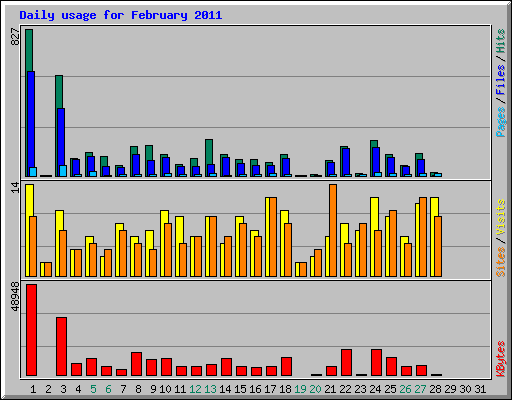 Daily usage for February 2011
827
Pages / Files / Hits
14
Sites / Visits
48948
KBytes
1 2 3 4 5 6 7 8 9 10 11 12 13 14 15 16 17 18 19 20 21 22 23 24 25 26 27 28 29 30 31